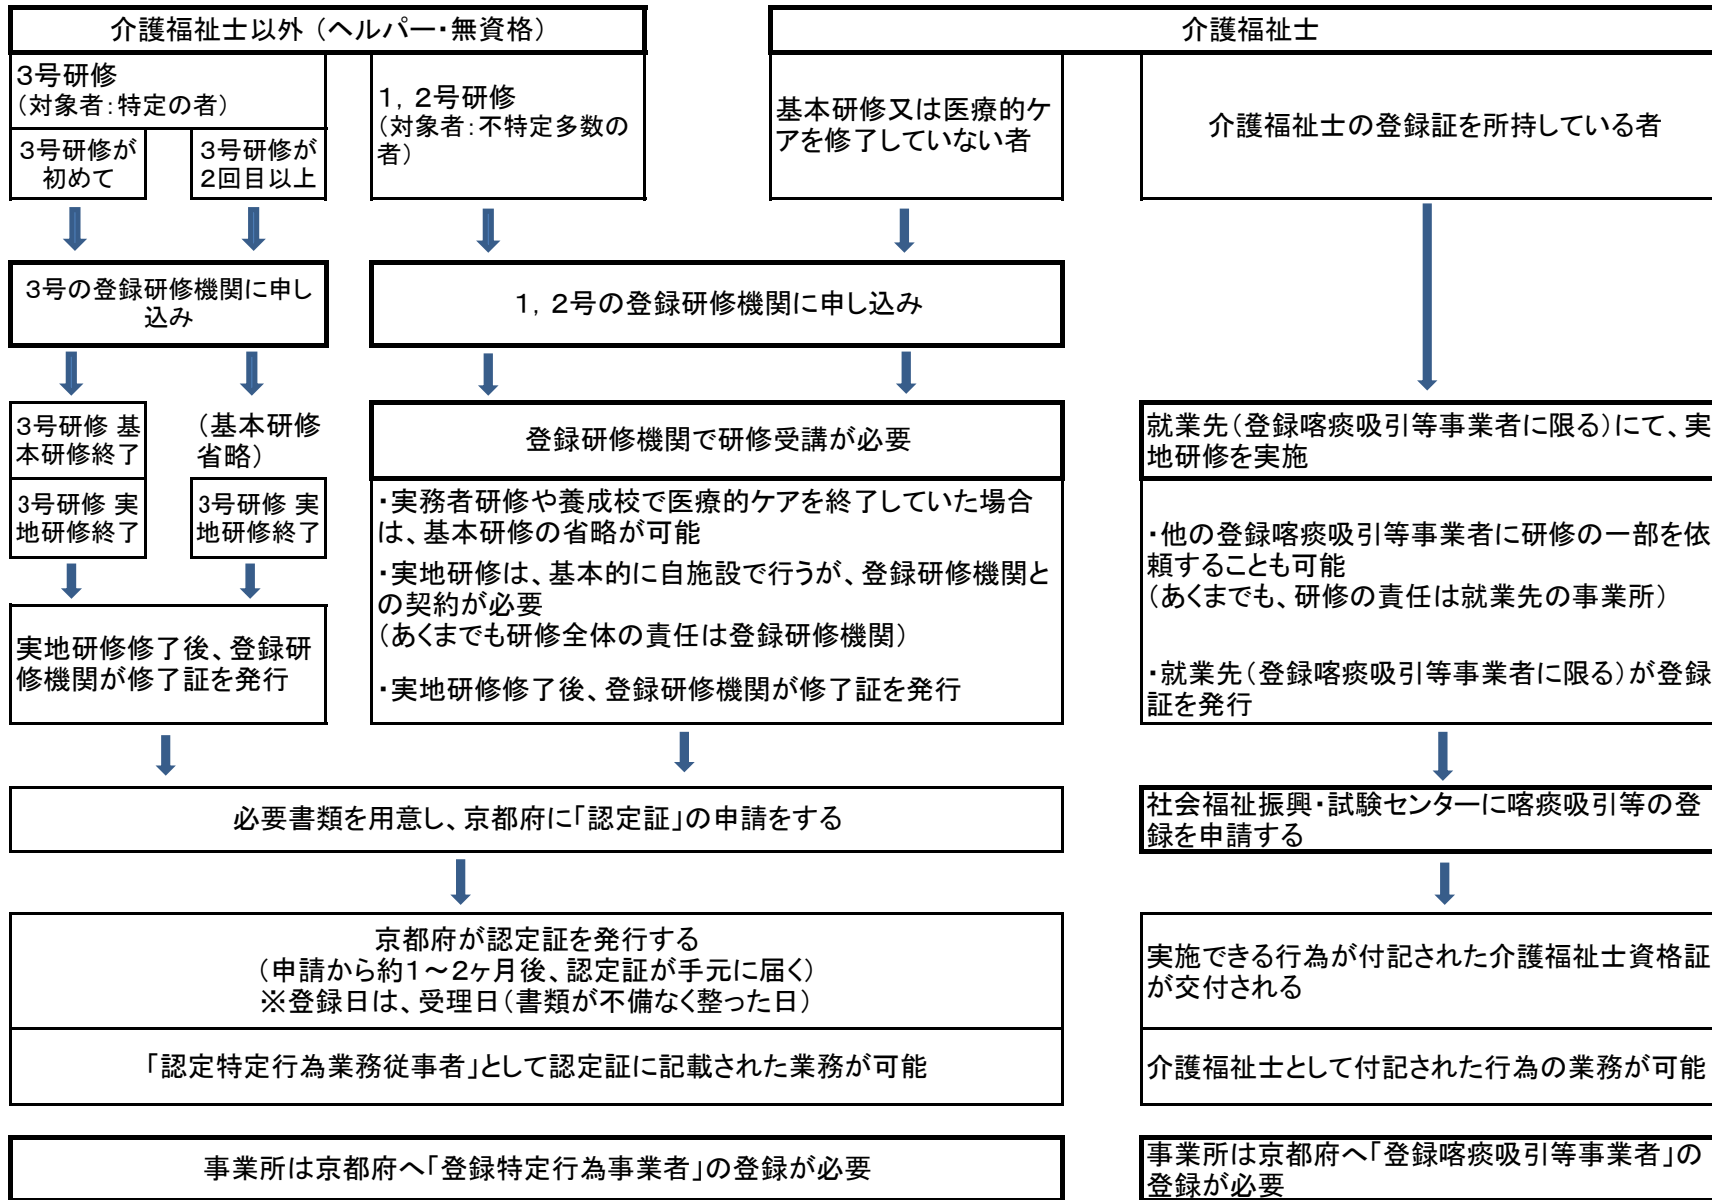 介護福祉士以外（ヘルパー・無資格）
介護福祉士
３号研修
（対象者：特定の者）
１，２号研修
（対象者：不特定多数の
者）
基本研修又は医療的ケ
アを修了していない者
介護福祉士の登録証を所持している者
３号研修が
初めて
３号研修が
２回目以上
３号の登録研修機関に申し
込み
１，２号の登録研修機関に申し込み
３号研修 基
本研修終了
（基本研修
省略）
登録研修機関で研修受講が必要
就業先（登録喀痰吸引等事業者に限る）にて、実
地研修を実施
３号研修 実
地研修終了
３号研修 実
地研修終了
・実務者研修や養成校で医療的ケアを終了していた場合
は、基本研修の省略が可能
・実地研修は、基本的に自施設で行うが、登録研修機関と
の契約が必要
（あくまでも研修全体の責任は登録研修機関）
・実地研修修了後、登録研修機関が修了証を発行
・他の登録喀痰吸引等事業者に研修の一部を依
頼することも可能
（あくまでも、研修の責任は就業先の事業所）
・就業先（登録喀痰吸引等事業者に限る）が登録
証を発行
実地研修修了後、登録研
修機関が修了証を発行
必要書類を用意し、京都府に「認定証」の申請をする
社会福祉振興・試験センターに喀痰吸引等の登
録を申請する
京都府が認定証を発行する
（申請から約１～２ヶ月後、認定証が手元に届く）
※登録日は、受理日（書類が不備なく整った日）
実施できる行為が付記された介護福祉士資格証
が交付される
「認定特定行為業務従事者」として認定証に記載された業務が可能
介護福祉士として付記された行為の業務が可能
事業所は京都府へ「登録特定行為事業者」の登録が必要
事業所は京都府へ「登録喀痰吸引等事業者」の
登録が必要